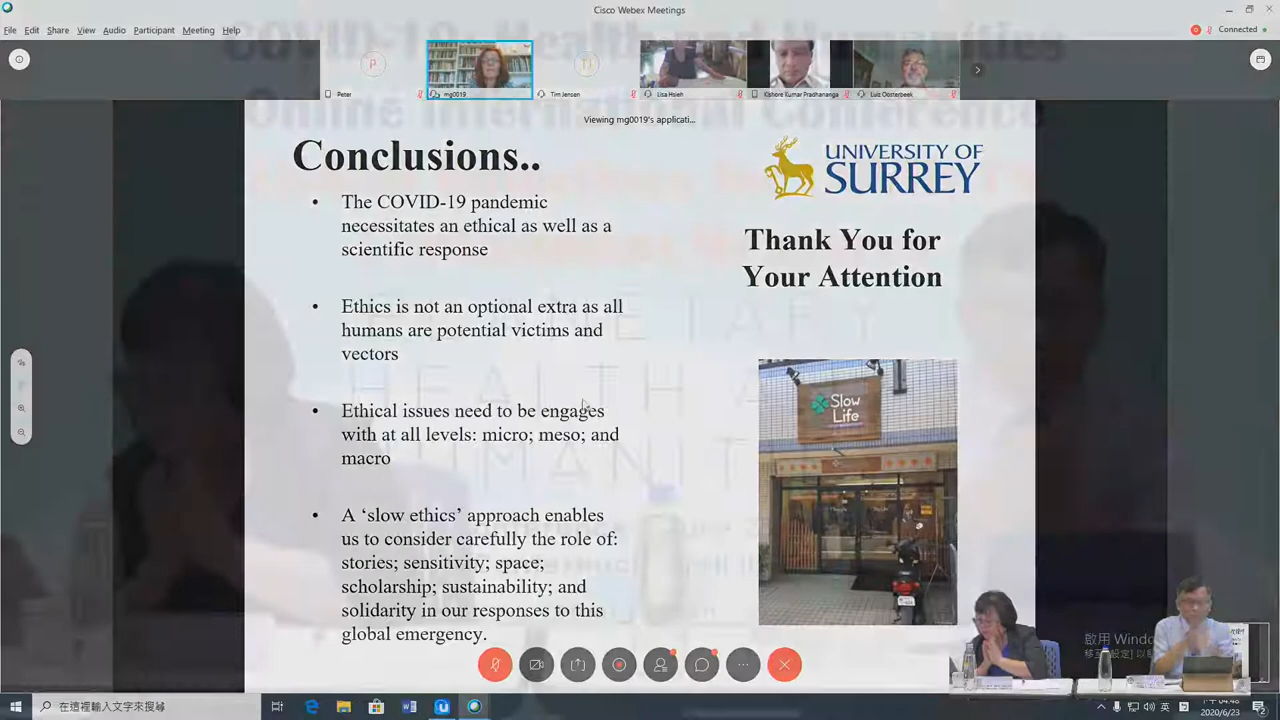 Cisco Webex Meetings
File Edit Share View Audio Participant Meeting Help
Connected
P
TJ
Peter
mg0019
Tim Jensen
Lisa Hsieh
Kishore Kumar Pradhananga
Luiz Oosterbeek
Viewing mg0019's applicati...
Conclusions..
• The COVID-19 pandemic
necessitates an ethical as well as a
scientific response
• Ethics is not an optional extra as all
humans are potential victims and
vectors
• Ethical issues need to be engages
with at all levels: micro; meso; and
macro
• A ‘slow ethics’ approach enables
us to consider carefully the role of:
stories; sensitivity; space;
scholarship; sustainability; and
solidarity in our responses to this
global emergency.
UNIVERSITY OF
SURREY
Thank You for
Your Attention
Slow
Life
啟用 Windo
在這裡輸入文字來搜尋
英
2020/6/23
2